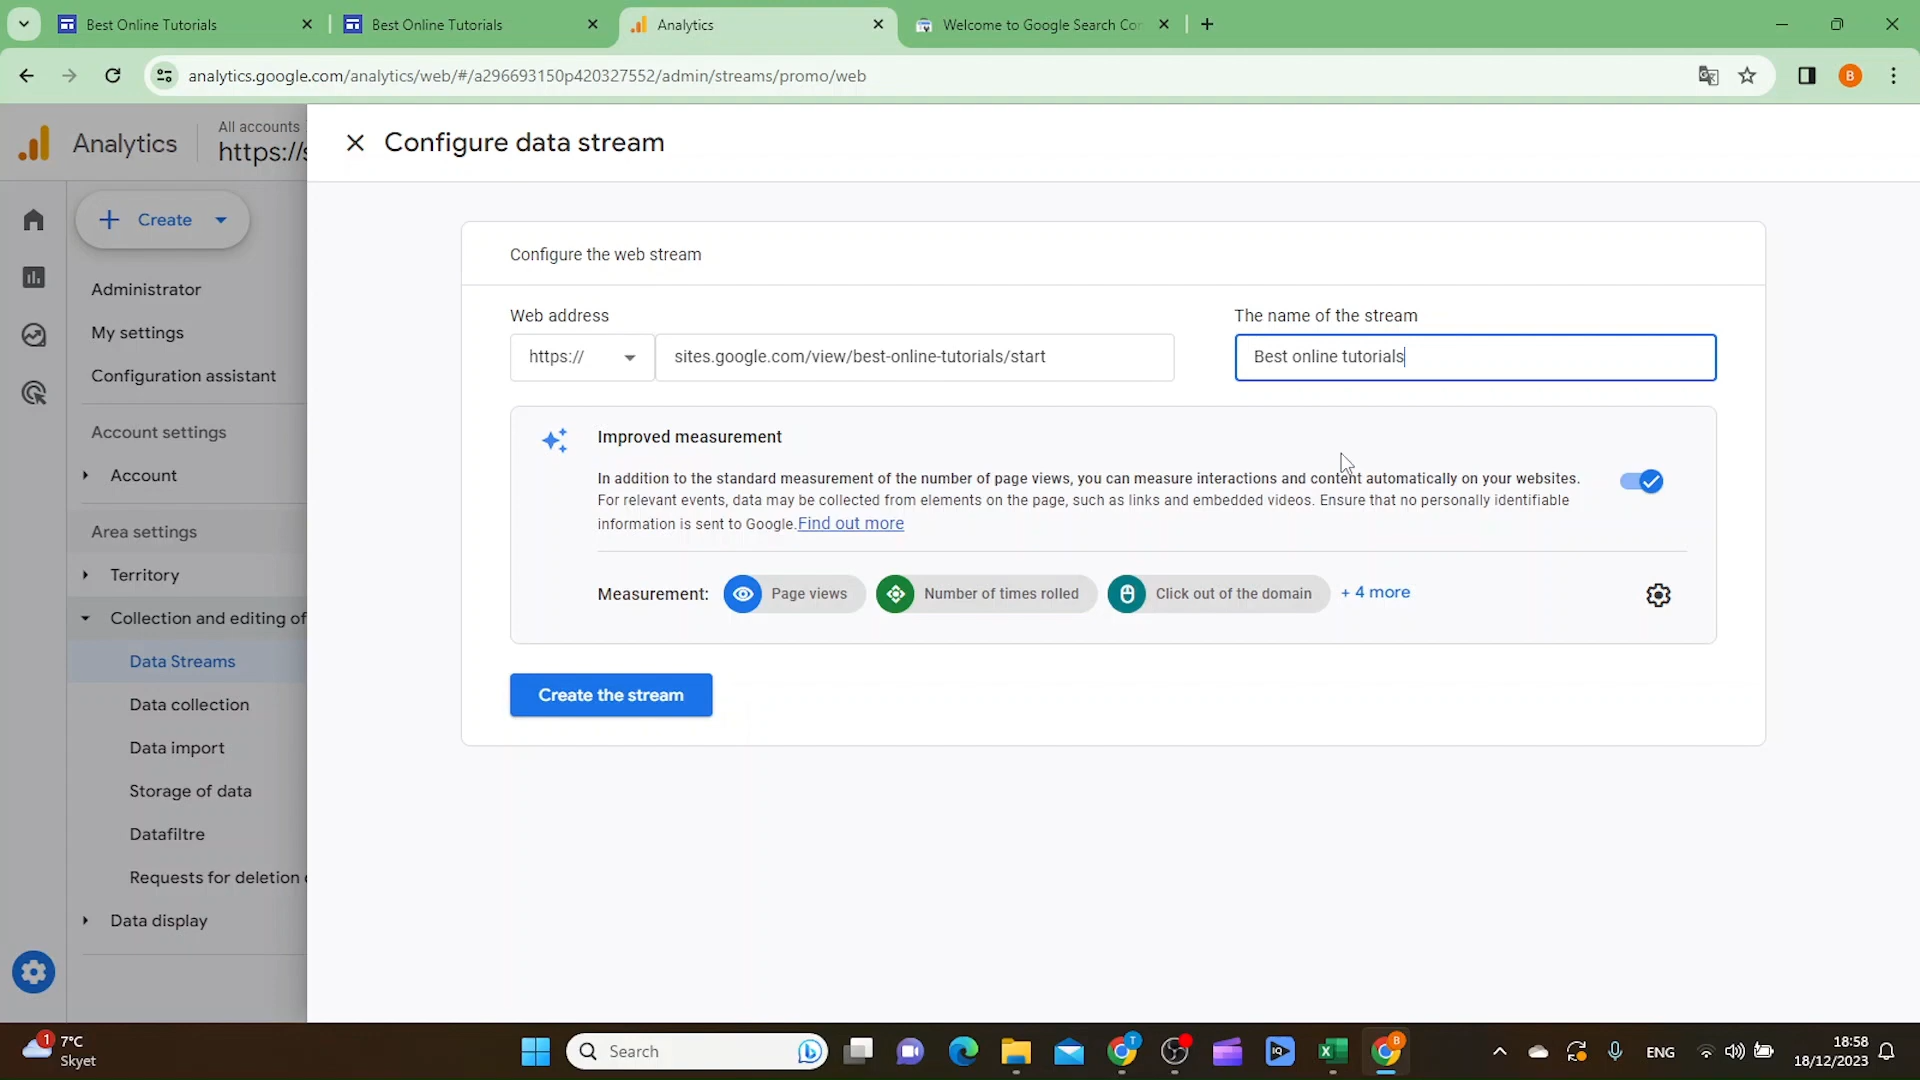 Best Online Tutorials
Best Online Tutorials
Analytics
Welcome to Google Search Con
analytics.google.com/analytics/web/#/a296693150p420327552/admin/streams/promo/web
B
Analytics
All accounts
https://s
Configure data stream
Create
Administrator
My settings
Configuration assistant
Account settings
Account
Area settings
Territory
Collection and editing of
Data Streams
Data collection
Data import
Storage of data
Datafiltre
Requests for deletion
Data display
Configure the web stream
Web address
The name of the stream
https://
sites.google.com/view/best-online-tutorials/start
Best online tutorials
Improved measurement
In addition to the standard measurement of the number of page views, you can measure interactions and content automatically on your websites.
For relevant events, data may be collected from elements on the page, such as links and embedded videos. Ensure that no personally identifiable
information is sent to Google.Find out more
Measurement:
Page views
Number of times rolled
Click out of the domain
+ 4 more
Create the stream
1
7°C
Skyet
Search
T
B
ENG
18:58
18/12/2023